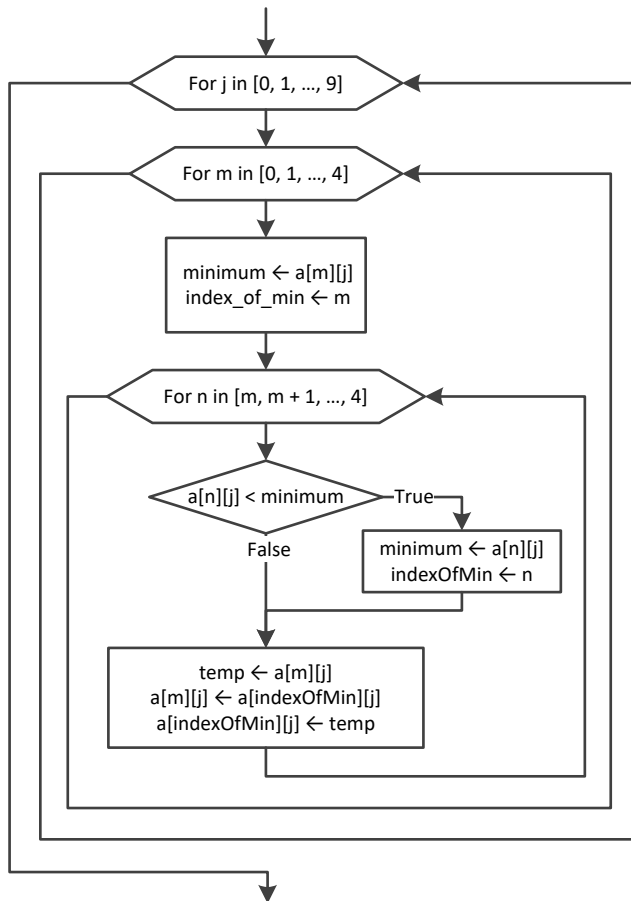 For j in [0, 1, ..., 9]
For m in [0, 1, ..., 4]
minimum ← a[m][j]
index_of_min ← m
For n in [m, m + 1, ..., 4]
a[n][j] < minimum
True
False
minimum ← a[n][j]
indexOfMin ← n
temp ← a[m][j]
a[m][j] ← a[indexOfMin][j]
a[indexOfMin][j] ← temp